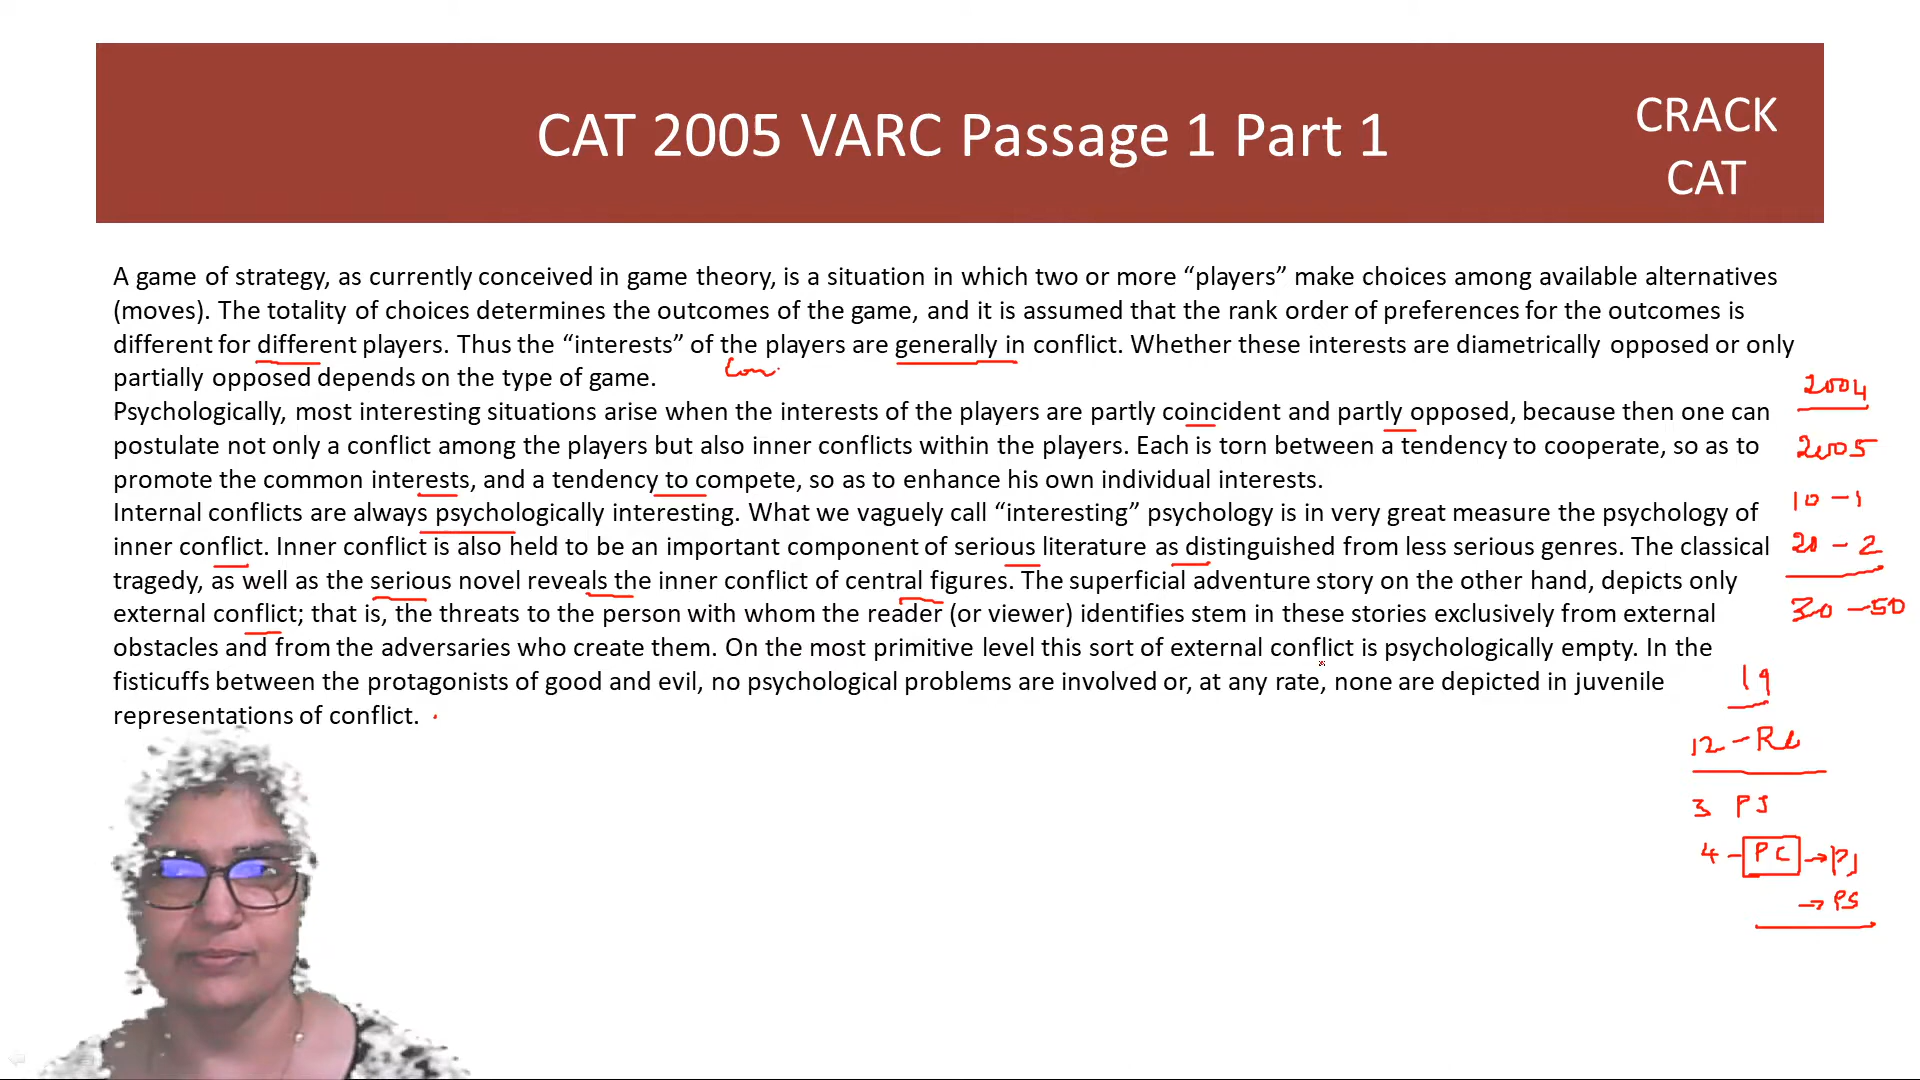 CAT 2005 VARC Passage 1 Part 1
CRACK
CAT
A game of strategy, as currently conceived in game theory, is a situation in which two or more “players” make choices among available alternatives
(moves). The totality of choices determines the outcomes of the game, and it is assumed that the rank order of preferences for the outcomes is
different for different players. Thus the “interests” of the players are generally in conflict. Whether these interests are diametrically opposed or only
partially opposed depends on the type of game.
Psychologically, most interesting situations arise when the interests of the players are partly coincident and partly opposed, because then one can
postulate not only a conflict among the players but also inner conflicts within the players. Each is torn between a tendency to cooperate, so as to
promote the common interests, and a tendency to compete, so as to enhance his own individual interests.
Internal conflicts are always psychologically interesting. What we vaguely call “interesting” psychology is in very great measure the psychology of
inner conflict. Inner conflict is also held to be an important component of serious literature as distinguished from less serious genres. The classical
tragedy, as well as the serious novel reveals the inner conflict of central figures. The superficial adventure story on the other hand, depicts only
external conflict; that is, the threats to the person with whom the reader (or viewer) identifies stem in these stories exclusively from external
obstacles and from the adversaries who create them. On the most primitive level this sort of external conflict is psychologically empty. In the
fisticuffs between the protagonists of good and evil, no psychological problems are involved or, at any rate, none are depicted in juvenile
representations of conflict.
2004
2005
10 - 1
20 - 2
30 - 50
19
12 - RC
3 PJ
4 - PC → PJ
→ PS